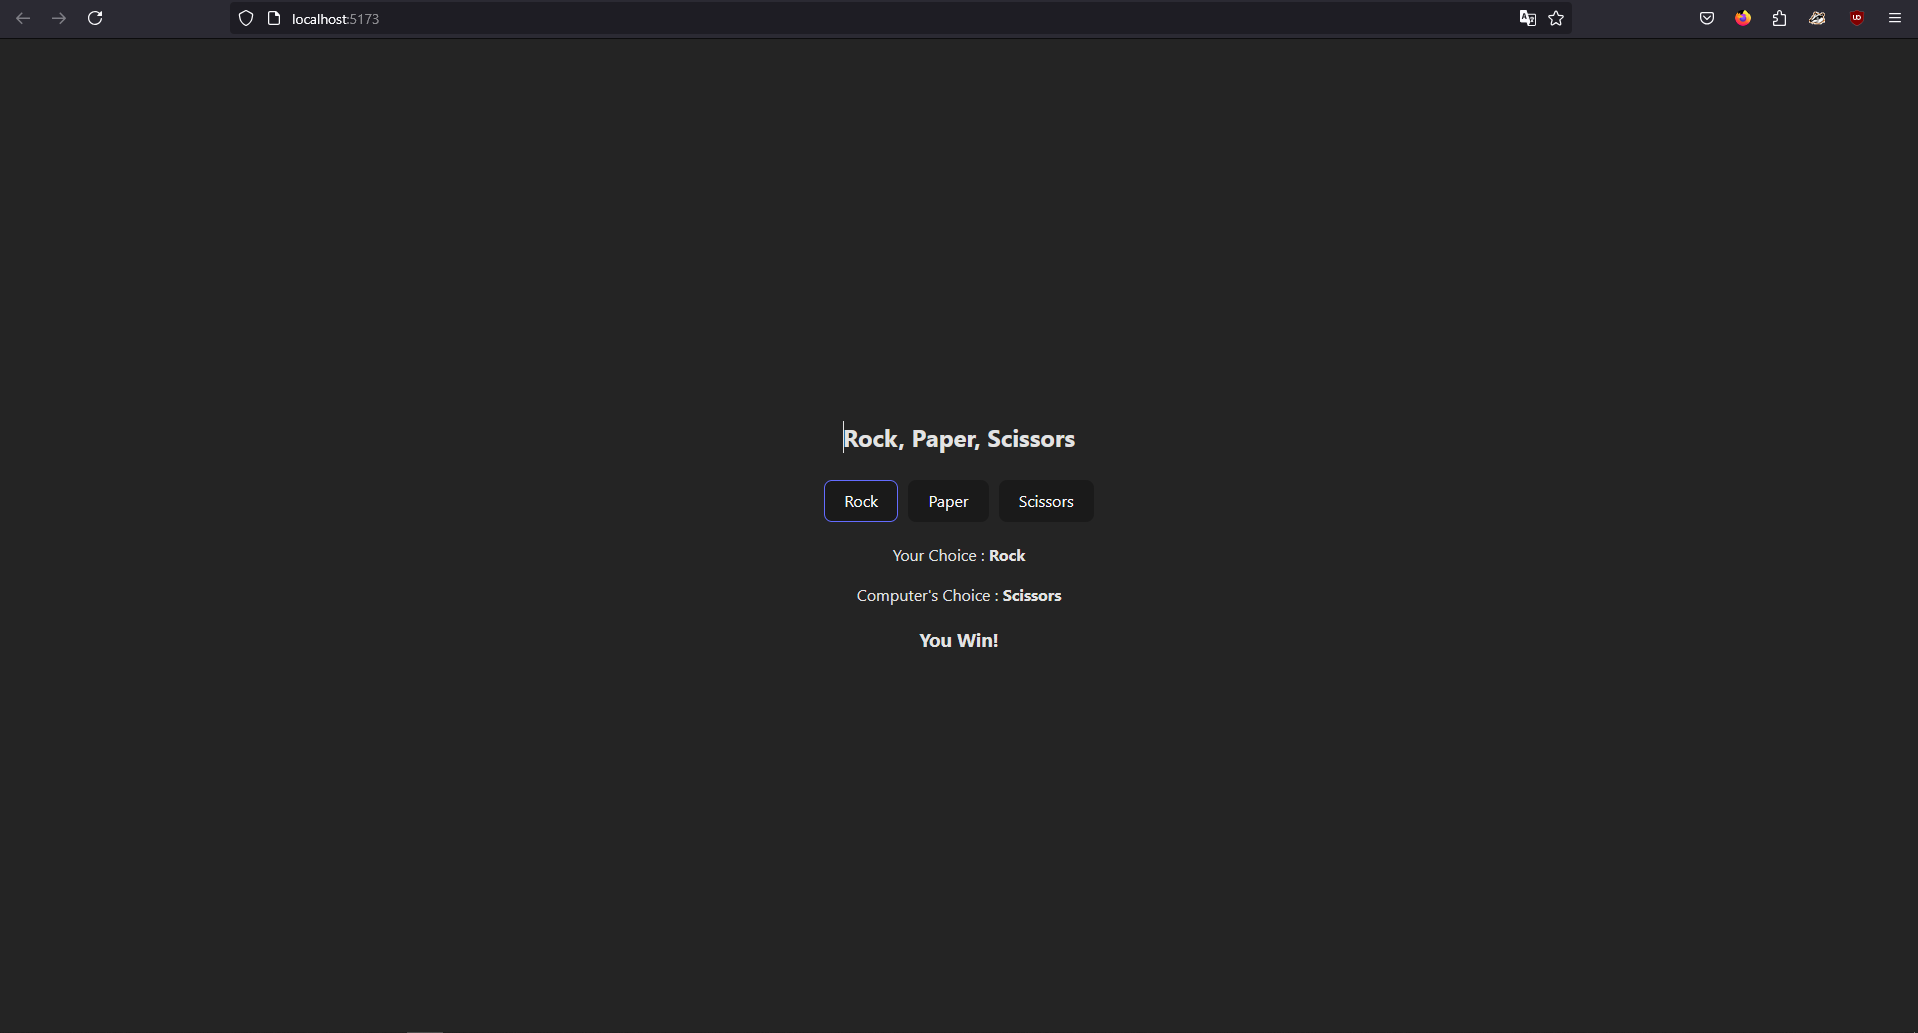 localhost:5173
Rock, Paper, Scissors
Rock Paper Scissors
Your Choice : Rock
Computer's Choice : Scissors
You Win!